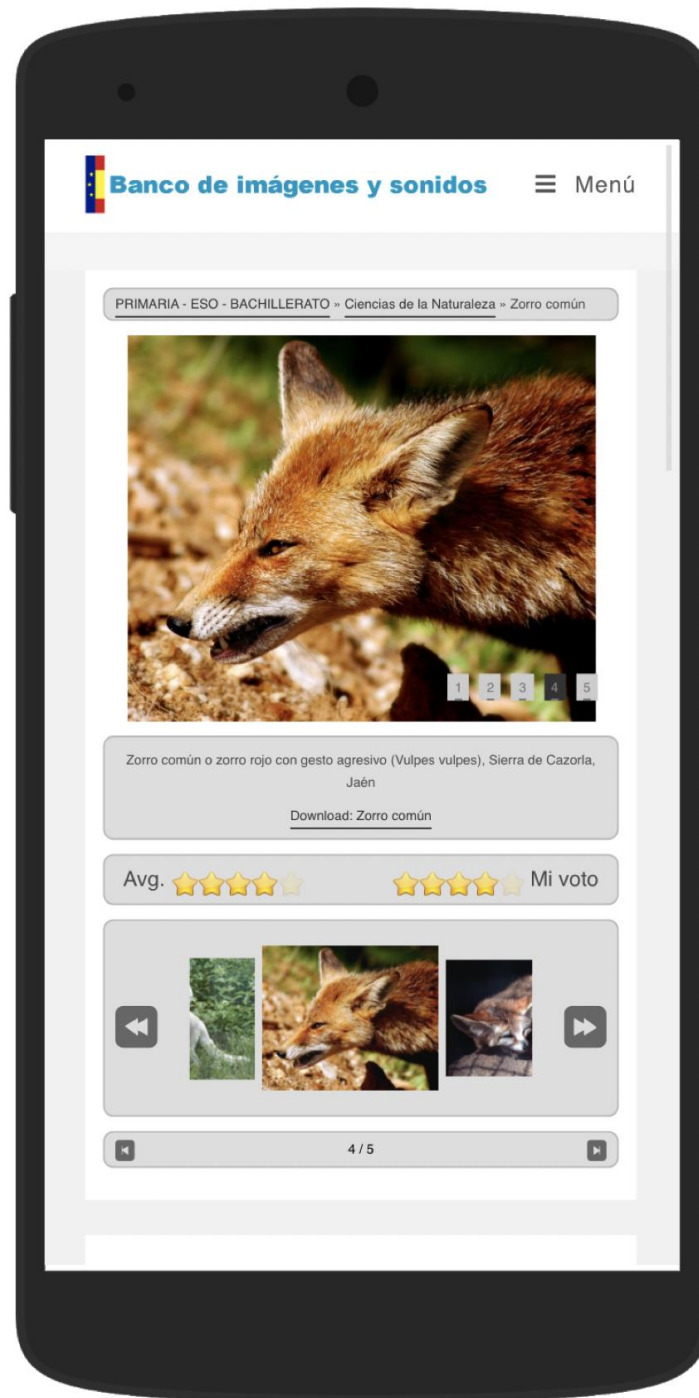 Banco de imágenes y sonidos ☰ Menú
PRIMARIA - ESO - BACHILLERATO » Ciencias de la Naturaleza » Zorro común
1 2 3 4 5
Zorro común o zorro rojo con gesto agresivo (Vulpes vulpes), Sierra de Cazorla,
Jaén
Download: Zorro común
Avg. Mi voto
4 / 5